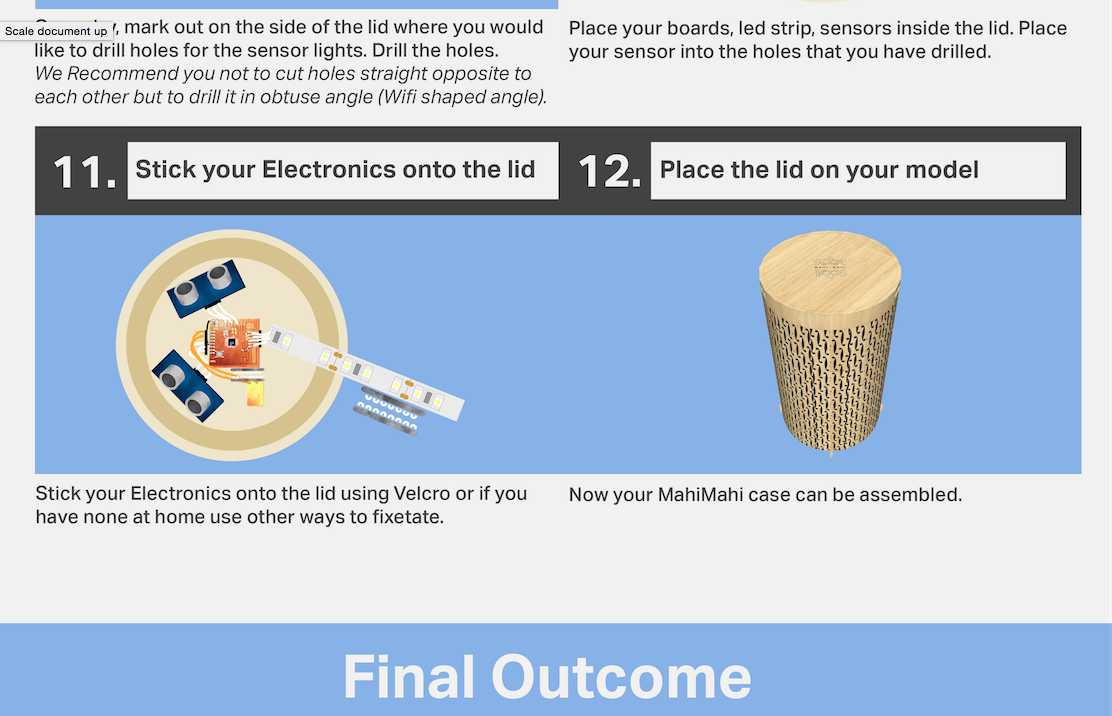 Scale document up
, mark out on the side of the lid where you would
like to drill holes for the sensor lights. Drill the holes.
We Recommend you not to cut holes straight opposite to
each other but to drill it in obtuse angle (Wifi shaped angle).
Place your boards, led strip, sensors inside the lid. Place
your sensor into the holes that you have drilled.
11. Stick your Electronics onto the lid
12. Place the lid on your model
Stick your Electronics onto the lid using Velcro or if you
have none at home use other ways to fixetate.
Now your MahiMahi case can be assembled.
Final Outcome